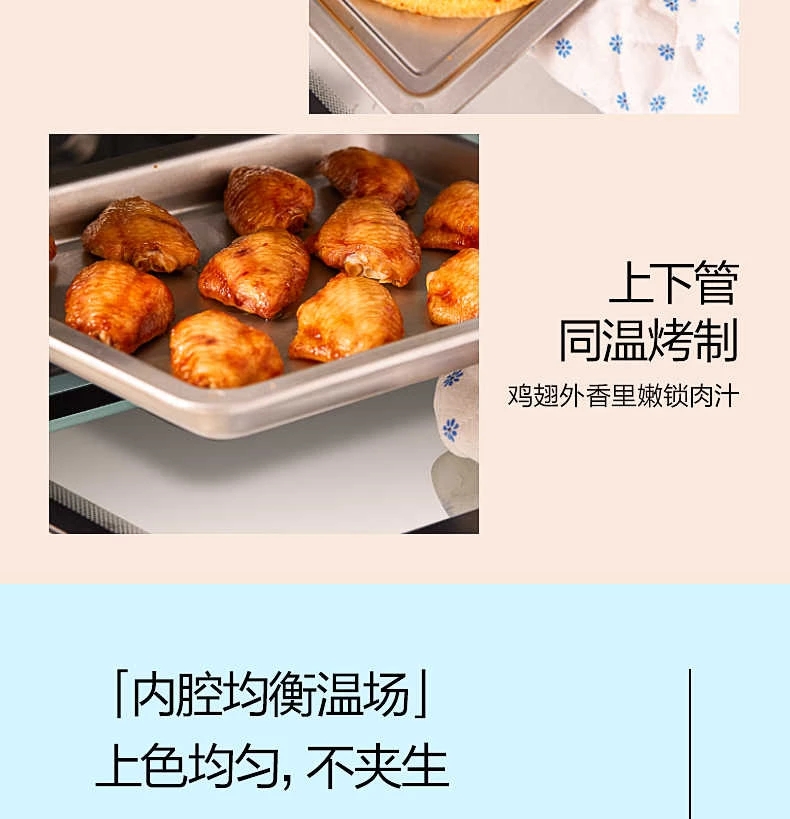 上下管
同温烤制
鸡翅外香里嫩锁肉汁
「内腔均衡温场」
上色均匀，不夹生